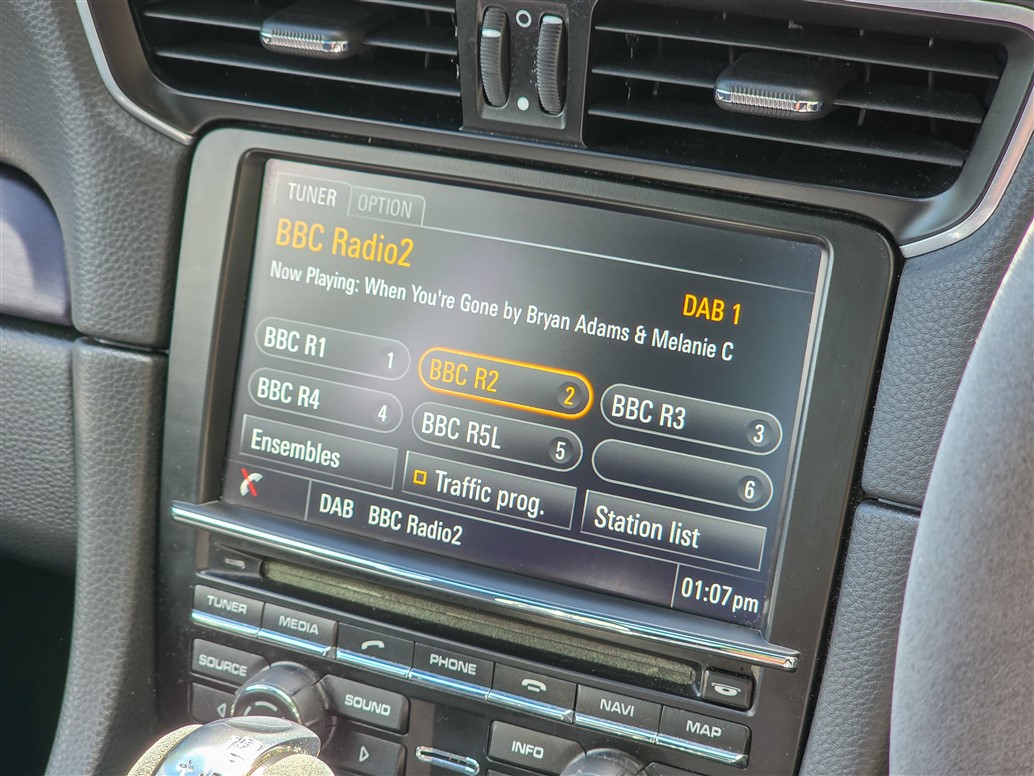 TUNER OPTION
BBC Radio2
DAB 1
Now Playing: When You're Gone by Bryan Adams & Melanie C
BBC R1 1
BBC R2 2
BBC R3 3
BBC R4 4
BBC R5L 5
6
Ensembles
Traffic prog.
Station list
DAB BBC Radio2
01:07pm
TUNER
MEDIA
PHONE
NAVI
MAP
SOURCE
SOUND
INFO